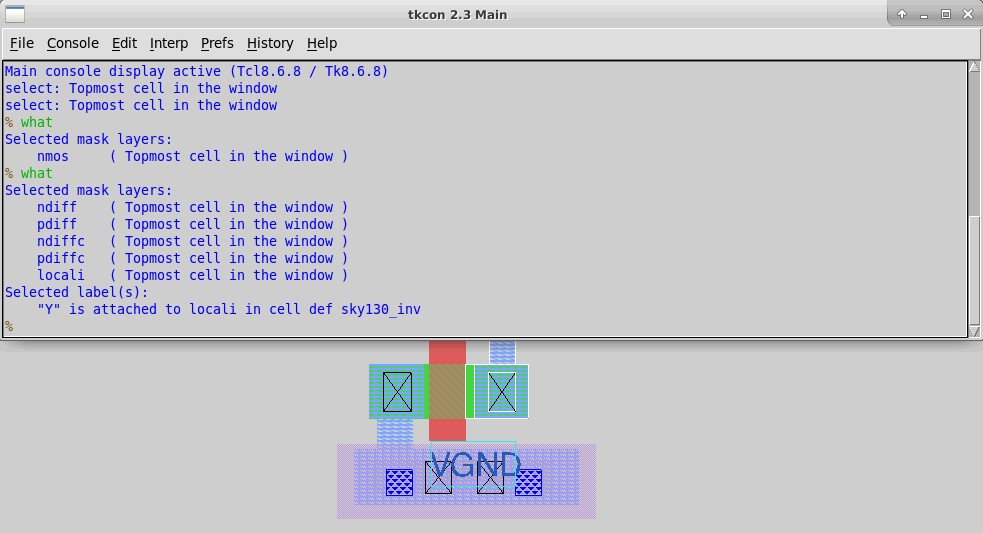 tkcon 2.3 Main
File Console Edit Interp Prefs History Help
Main console display active (Tcl8.6.8 / Tk8.6.8)
select: Topmost cell in the window
select: Topmost cell in the window
% what
Selected mask layers:
nmos ( Topmost cell in the window )
% what
Selected mask layers:
ndiff ( Topmost cell in the window )
pdiff ( Topmost cell in the window )
ndiffc ( Topmost cell in the window )
pdiffc ( Topmost cell in the window )
locali ( Topmost cell in the window )
Selected label(s):
"Y" is attached to locali in cell def sky130_inv
%
VGND